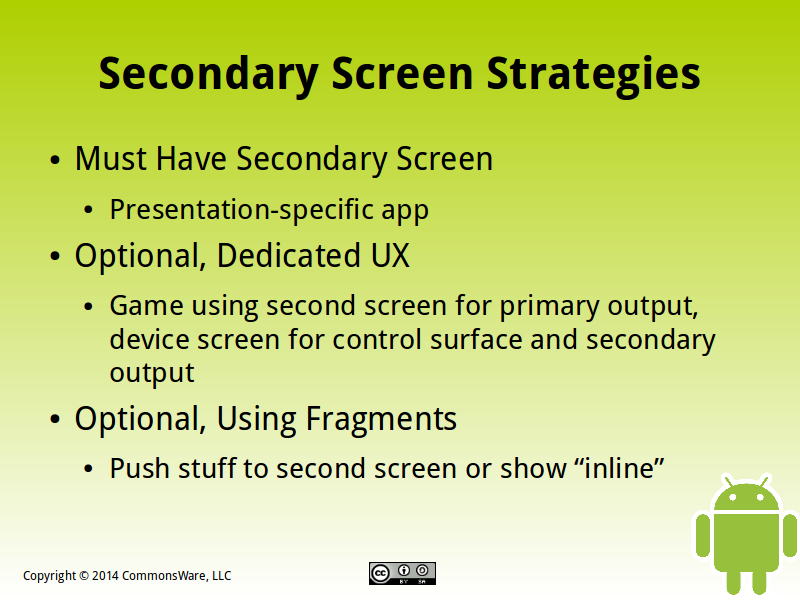 Secondary Screen Strategies
• Must Have Secondary Screen
• Presentation-specific app
• Optional, Dedicated UX
• Game using second screen for primary output,
device screen for control surface and secondary
output
• Optional, Using Fragments
• Push stuff to second screen or show “inline”
Copyright © 2014 CommonsWare, LLC
cc BY SA